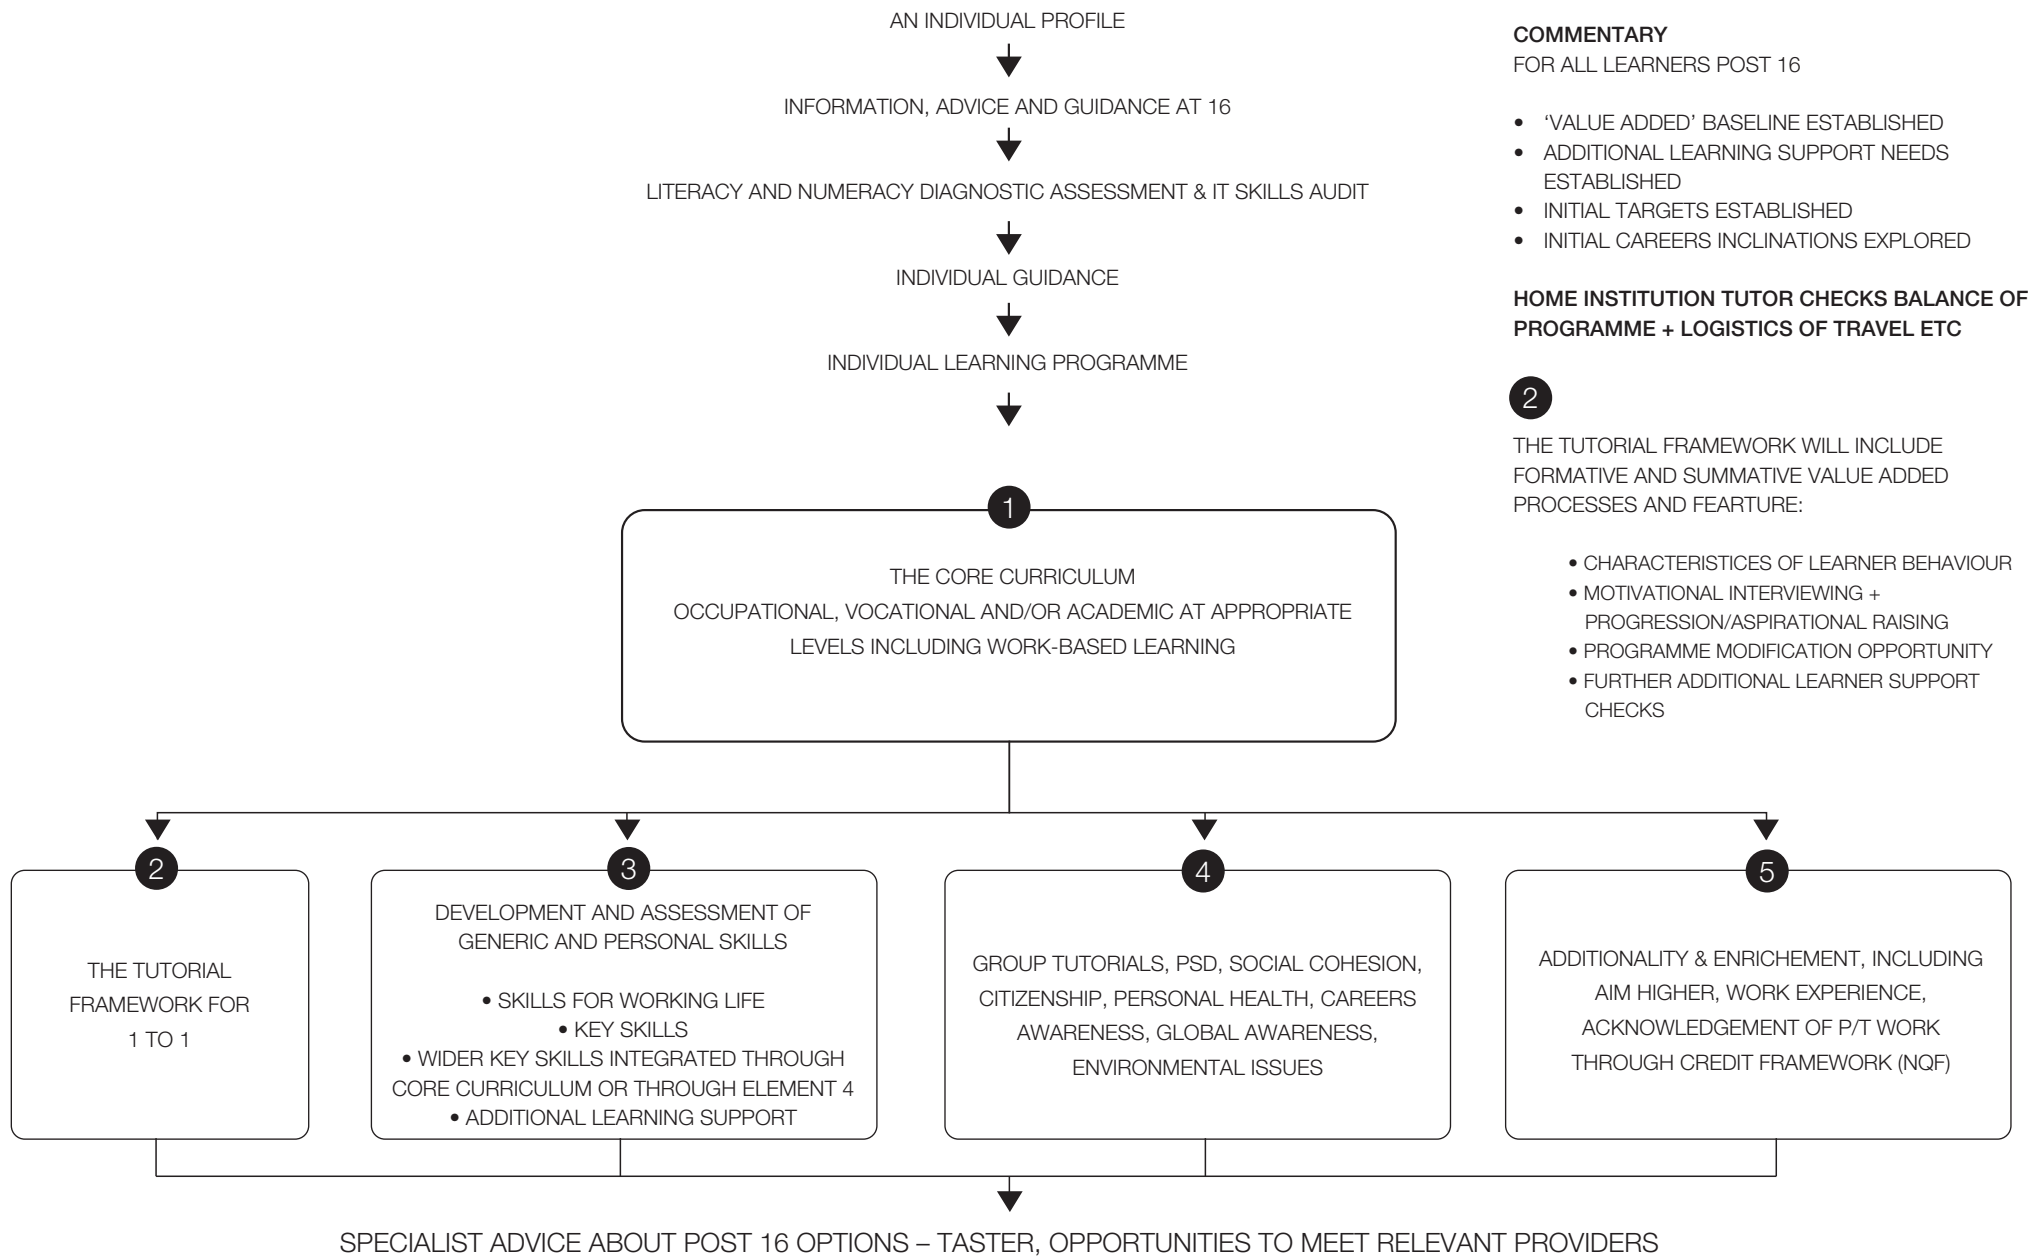 AN INDIVIDUAL PROFILE
INFORMATION, ADVICE AND GUIDANCE AT 16
LITERACY AND NUMERACY DIAGNOSTIC ASSESSMENT & IT SKILLS AUDIT
INDIVIDUAL GUIDANCE
INDIVIDUAL LEARNING PROGRAMME
COMMENTARY
FOR ALL LEARNERS POST 16
• ‘VALUE ADDED’ BASELINE ESTABLISHED
• ADDITIONAL LEARNING SUPPORT NEEDS
ESTABLISHED
• INITIAL TARGETS ESTABLISHED
• INITIAL CAREERS INCLINATIONS EXPLORED
HOME INSTITUTION TUTOR CHECKS BALANCE OF
PROGRAMME + LOGISTICS OF TRAVEL ETC
2
THE TUTORIAL FRAMEWORK WILL INCLUDE
FORMATIVE AND SUMMATIVE VALUE ADDED
PROCESSES AND FEARTURE:
• CHARACTERISTICES OF LEARNER BEHAVIOUR
• MOTIVATIONAL INTERVIEWING +
PROGRESSION/ASPIRATIONAL RAISING
• PROGRAMME MODIFICATION OPPORTUNITY
• FURTHER ADDITIONAL LEARNER SUPPORT
CHECKS
1
THE CORE CURRICULUM
OCCUPATIONAL, VOCATIONAL AND/OR ACADEMIC AT APPROPRIATE
LEVELS INCLUDING WORK-BASED LEARNING
2
THE TUTORIAL
FRAMEWORK FOR
1 TO 1
3
DEVELOPMENT AND ASSESSMENT OF
GENERIC AND PERSONAL SKILLS
• SKILLS FOR WORKING LIFE
• KEY SKILLS
• WIDER KEY SKILLS INTEGRATED THROUGH
CORE CURRICULUM OR THROUGH ELEMENT 4
• ADDITIONAL LEARNING SUPPORT
4
GROUP TUTORIALS, PSD, SOCIAL COHESION,
CITIZENSHIP, PERSONAL HEALTH, CAREERS
AWARENESS, GLOBAL AWARENESS,
ENVIRONMENTAL ISSUES
5
ADDITIONALITY & ENRICHEMENT, INCLUDING
AIM HIGHER, WORK EXPERIENCE,
ACKNOWLEDGEMENT OF P/T WORK
THROUGH CREDIT FRAMEWORK (NQF)
SPECIALIST ADVICE ABOUT POST 16 OPTIONS – TASTER, OPPORTUNITIES TO MEET RELEVANT PROVIDERS